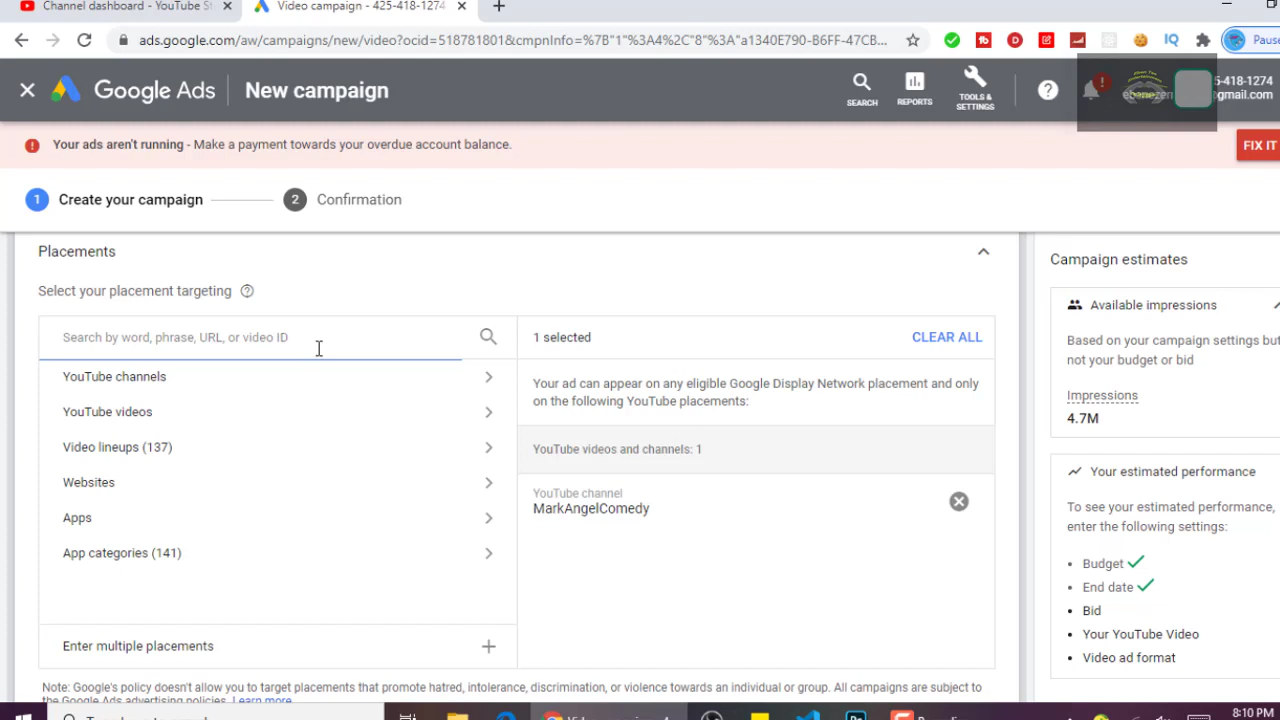 Channel dashboard - YouTube St
Video campaign - 425-418-1274
ads.google.com/aw/campaigns/new/video?ocid=518781801&cmpnInfo=%7B"1"%3A4%2C"8"%3A"a1340E790-B6FF-47CB...
IQ
Pause
Google Ads
New campaign
SEARCH
REPORTS
TOOLS & SETTINGS
5-418-1274
@gmail.com
Your ads aren't running - Make a payment towards your overdue account balance.
FIX IT
1 Create your campaign
2 Confirmation
Placements
Select your placement targeting
Search by word, phrase, URL, or video ID
YouTube channels
YouTube videos
Video lineups (137)
Websites
Apps
App categories (141)
Enter multiple placements
1 selected
CLEAR ALL
Your ad can appear on any eligible Google Display Network placement and only
on the following YouTube placements:
YouTube videos and channels: 1
YouTube channel
MarkAngelComedy
Note: Google's policy doesn't allow you to target placements that promote hatred, intolerance, discrimination, or violence towards an individual or group. All campaigns are subject to
the Google Ads advertising policies. Learn more
Campaign estimates
Available impressions
Based on your campaign settings but
not your budget or bid
Impressions
4.7M
Your estimated performance
To see your estimated performance,
enter the following settings:
Budget
End date
Bid
Your YouTube Video
Video ad format
8:10 PM